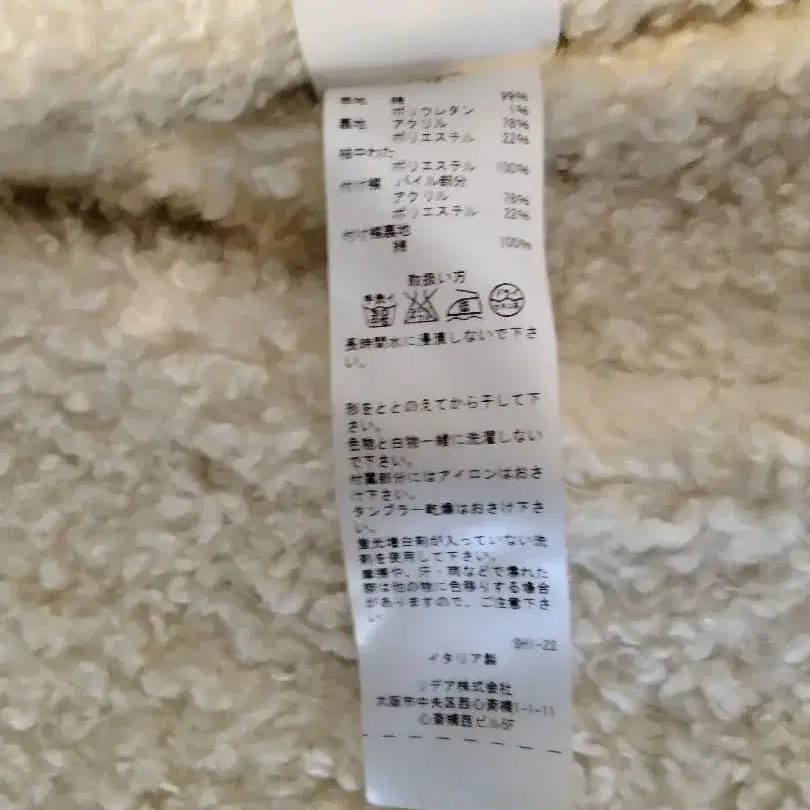 表地 綿 99%
ポリウレタン 1%
裏地 アクリル 78%
ポリエステル 22%
袖中わた
ポリエステル 100%
付け襟 パイル部分
アクリル 78%
ポリエステル 22%
付け襟裏地
綿 100%
取扱い方
長時間水に浸漬しないで下さ
い。
形をととのえてから干して下
さい。
色物と白物一緒に洗濯しない
で下さい。
付属部分にはアイロンはおさ
け下さい。
タンブラー乾燥はおさけ下さ
い。
蛍光増白剤が入っていない洗
剤を使用して下さい。
摩擦や、汗・雨などで濡れた
際は他の物に色移りする場合
がありますので、ご注意下さ
い
イタリア製
リデア株式会社
大阪市中央区西心斎橋1-1-11
心斎橋西ビル5F